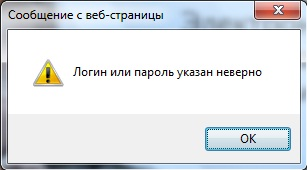 Сообщение с веб-страницы
Логин или пароль указан неверно
OK